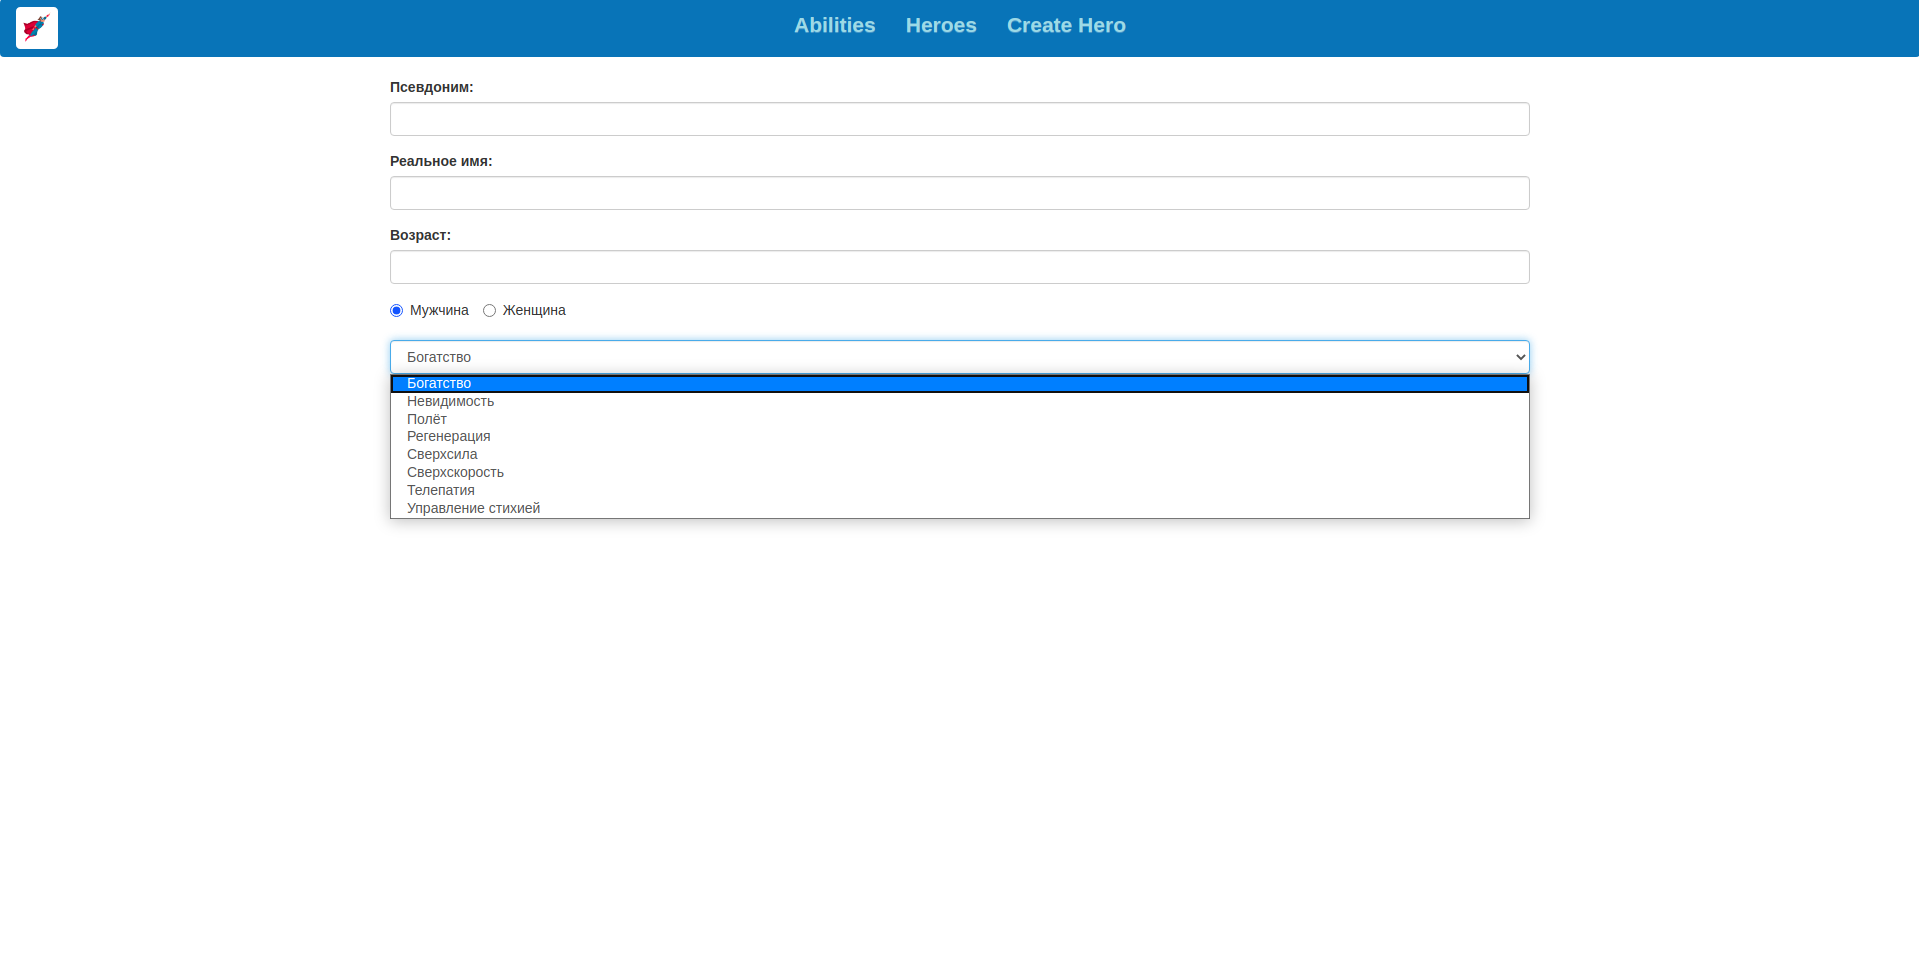 Abilities Heroes Create Hero
Псевдоним:
Реальное имя:
Возраст:
Мужчина Женщина
Богатство
Богатство
Невидимость
Полёт
Регенерация
Сверхсила
Сверхскорость
Телепатия
Управление стихией